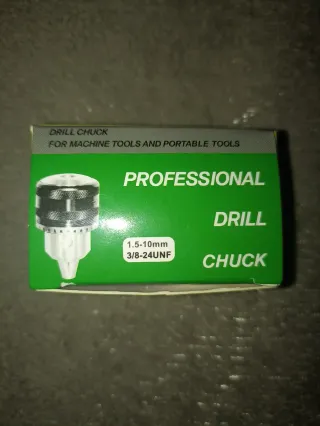 DRILL CHUCK
FOR MACHINE TOOLS AND PORTABLE TOOLS
PROFESSIONAL
DRILL
CHUCK
1.5-10mm
3/8-24UNF